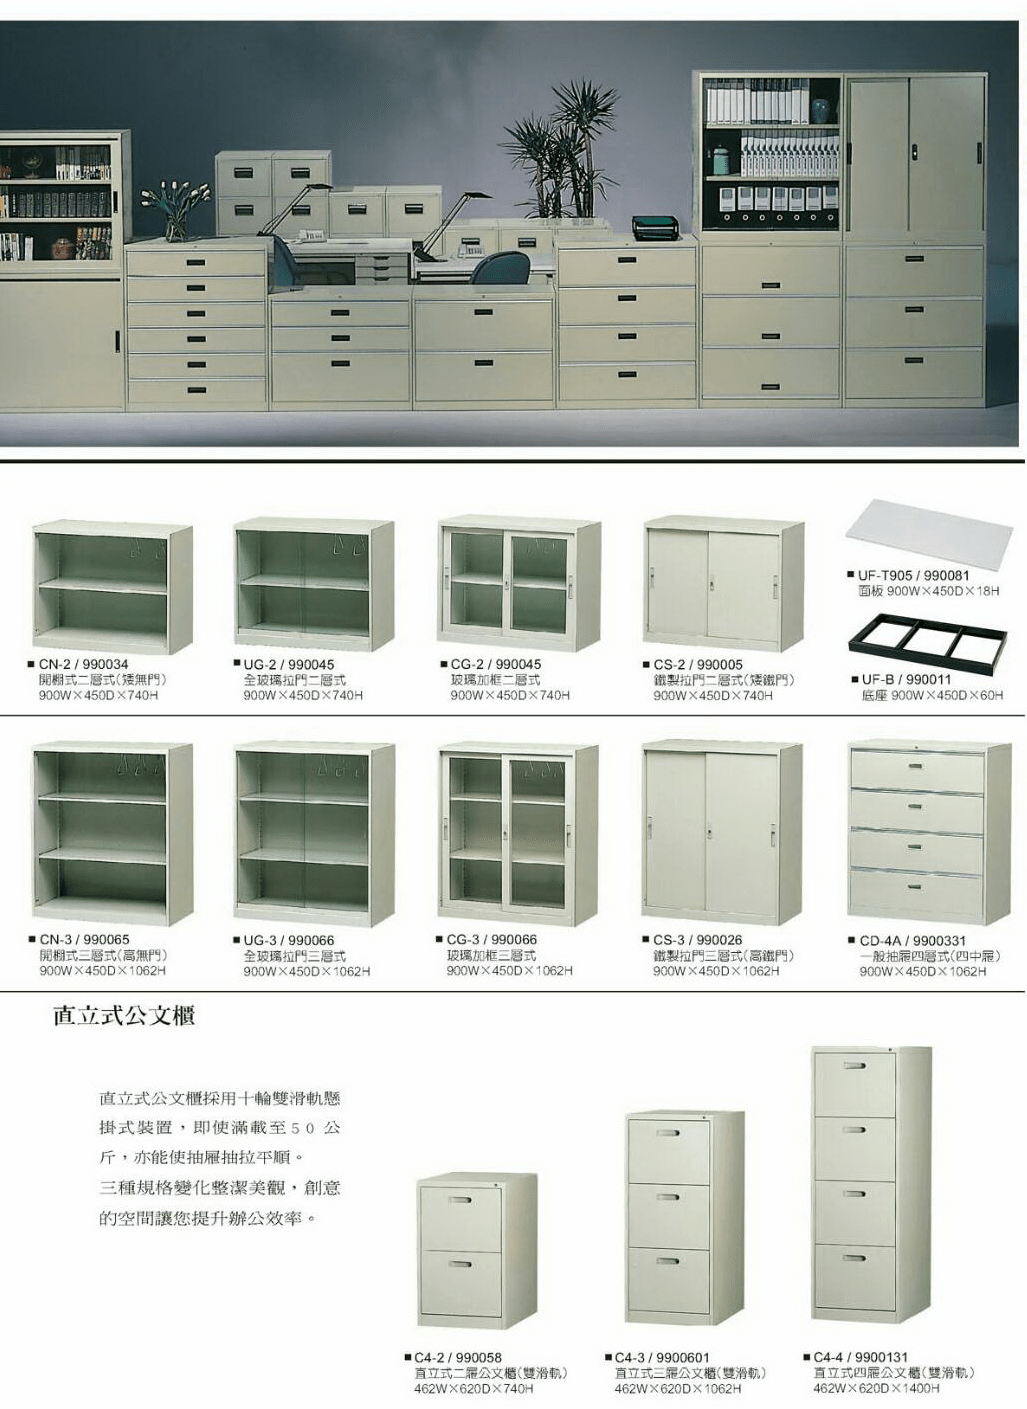 ■ UF-T905 / 990081
面板 900W×450D×18H
■ CN-2 / 990034
開棚式二層式(矮無門)
900W×450D×740H
■ UG-2 / 990045
全玻璃拉門二層式
900W×450D×740H
■ CG-2 / 990045
玻璃加框二層式
900W×450D×740H
■ CS-2 / 990005
鐵製拉門二層式(矮鐵門)
900W×450D×740H
■ UF-B / 990011
底座 900W×450D×60H
■ CN-3 / 990065
開棚式三層式(高無門)
900W×450D×1062H
■ UG-3 / 990066
全玻璃拉門三層式
900W×450D×1062H
■ CG-3 / 990066
玻璃加框三層式
900W×450D×1062H
■ CS-3 / 990026
鐵製拉門三層式(高鐵門)
900W×450D×1062H
■ CD-4A / 9900331
一般抽屜四層式(四中屜)
900W×450D×1062H
直立式公文櫃
直立式公文櫃採用十輪雙滑軌懸
掛式裝置，即使滿載至50公
斤，亦能使抽屜抽拉平順。
三種規格變化整潔美觀，創意
的空間讓您提升辦公效率。
■ C4-2 / 990058
直立式二屜公文櫃(雙滑軌)
462W×620D×740H
■ C4-3 / 9900601
直立式三屜公文櫃(雙滑軌)
462W×620D×1062H
■ C4-4 / 9900131
直立式四屜公文櫃(雙滑軌)
462W×620D×1400H